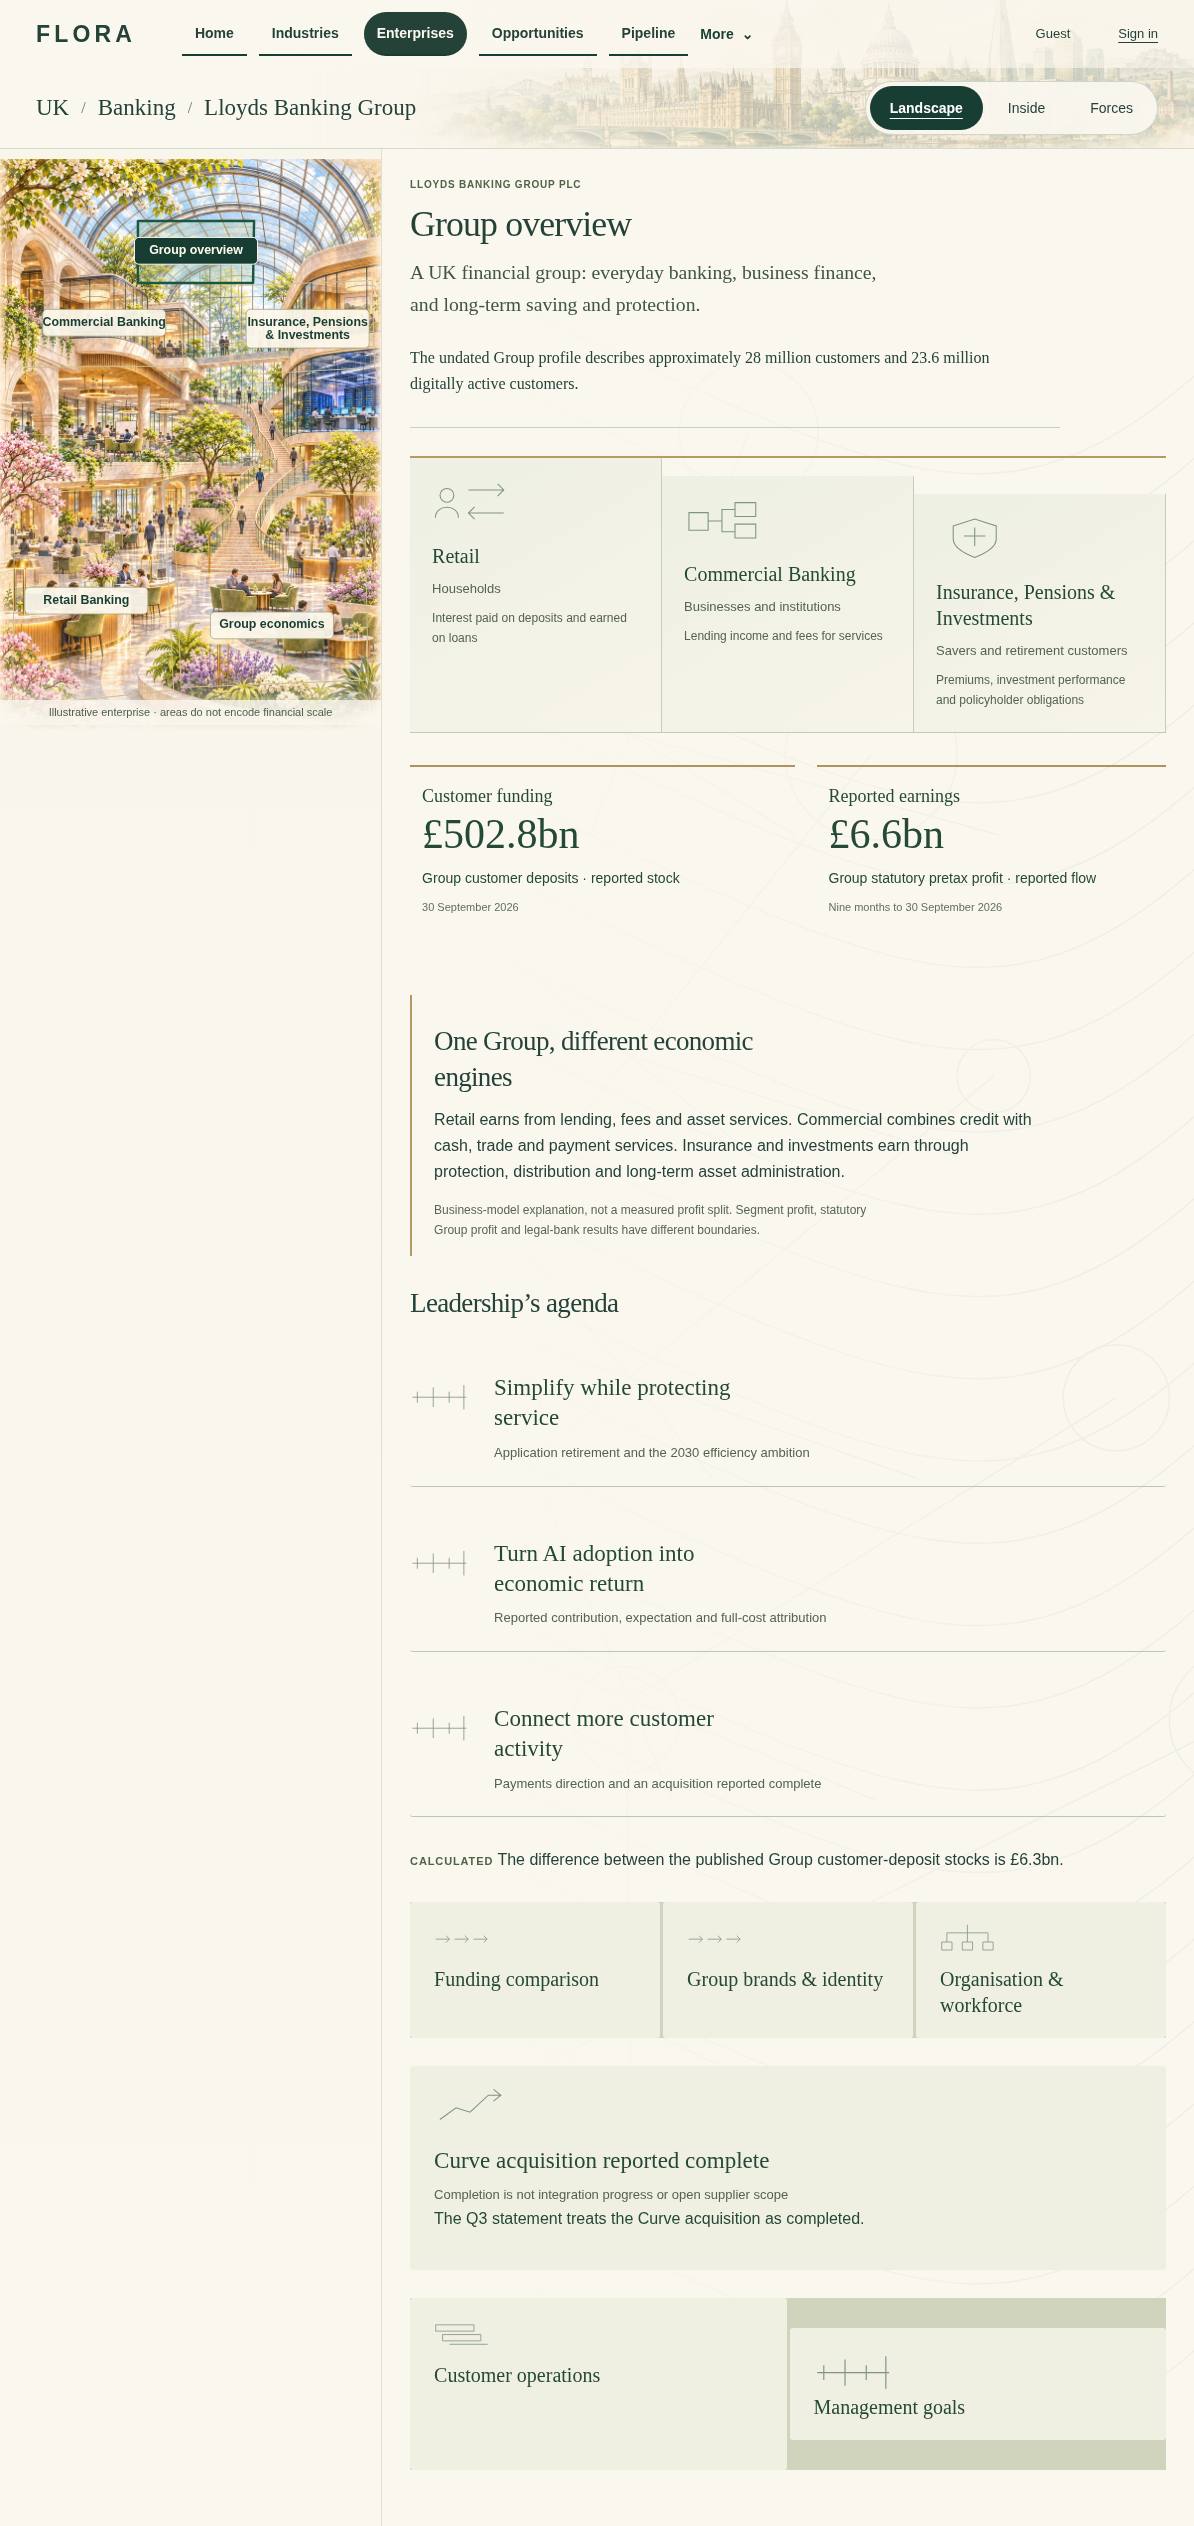 FLORA
Home
Industries
Enterprises
Opportunities
Pipeline
More
Guest
Sign in
UK / Banking / Lloyds Banking Group
Landscape
Inside
Forces
Group overview
Commercial Banking
Insurance, Pensions
& Investments
Retail Banking
Group economics
Illustrative enterprise · areas do not encode financial scale
LLOYDS BANKING GROUP PLC
Group overview
A UK financial group: everyday banking, business finance,
and long-term saving and protection.
The undated Group profile describes approximately 28 million customers and 23.6 million
digitally active customers.
Retail
Households
Interest paid on deposits and earned
on loans
Commercial Banking
Businesses and institutions
Lending income and fees for services
Insurance, Pensions &
Investments
Savers and retirement customers
Premiums, investment performance
and policyholder obligations
Customer funding
£502.8bn
Group customer deposits · reported stock
30 September 2026
Reported earnings
£6.6bn
Group statutory pretax profit · reported flow
Nine months to 30 September 2026
One Group, different economic
engines
Retail earns from lending, fees and asset services. Commercial combines credit with
cash, trade and payment services. Insurance and investments earn through
protection, distribution and long-term asset administration.
Business-model explanation, not a measured profit split. Segment profit, statutory
Group profit and legal-bank results have different boundaries.
Leadership’s agenda
Simplify while protecting
service
Application retirement and the 2030 efficiency ambition
Turn AI adoption into
economic return
Reported contribution, expectation and full-cost attribution
Connect more customer
activity
Payments direction and an acquisition reported complete
CALCULATED The difference between the published Group customer-deposit stocks is £6.3bn.
Funding comparison
Group brands & identity
Organisation &
workforce
Curve acquisition reported complete
Completion is not integration progress or open supplier scope
The Q3 statement treats the Curve acquisition as completed.
Customer operations
Management goals